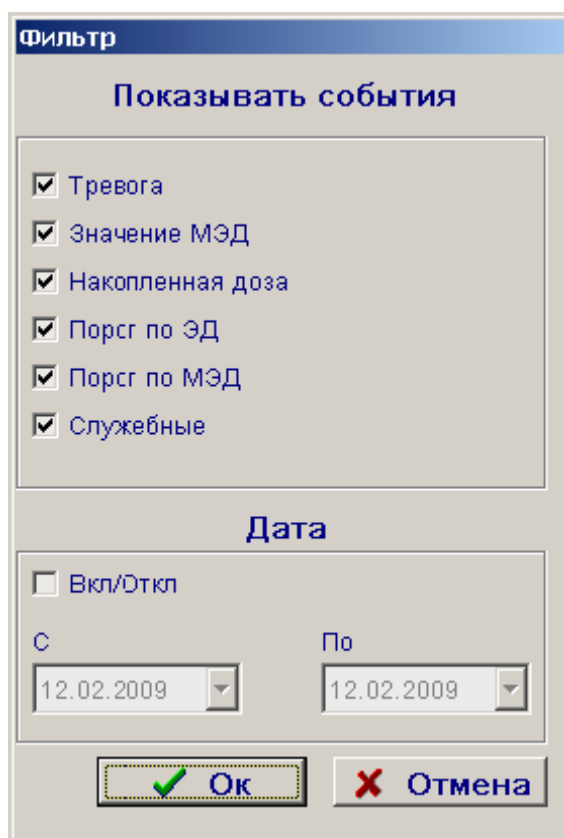 Фильтр
Показывать события
Тревога
Значение МЭД
Накопленная доза
Порсг по ЭД
Порсг по МЭД
Служебные
Дата
Вкл/Откл
С По
12.02.2009 12.02.2009
Ок Отмена